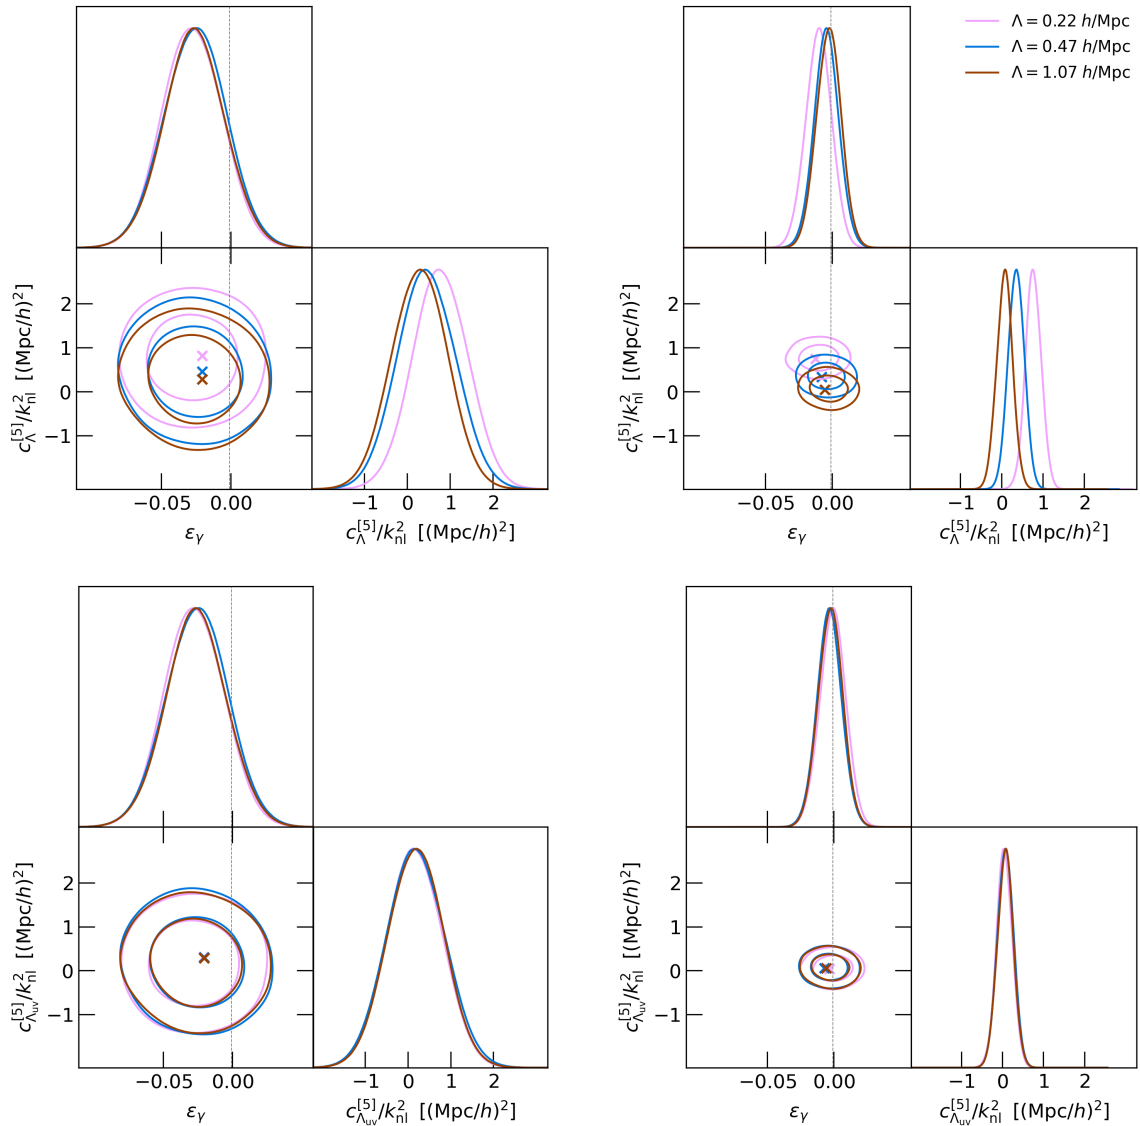 Λ = 0.22 h/Mpc
Λ = 0.47 h/Mpc
Λ = 1.07 h/Mpc
c_Λ^[5]/k_nl^2 [(Mpc/h)^2]
2
1
0
−1
−0.05 0.00
ε_γ
−1 0 1 2
c_Λ^[5]/k_nl^2 [(Mpc/h)^2]
c_Λ^[5]/k_nl^2 [(Mpc/h)^2]
2
1
0
−1
−0.05 0.00
ε_γ
−1 0 1 2
c_Λ^[5]/k_nl^2 [(Mpc/h)^2]
c_Λuv^[5]/k_nl^2 [(Mpc/h)^2]
2
1
0
−1
−0.05 0.00
ε_γ
−1 0 1 2
c_Λuv^[5]/k_nl^2 [(Mpc/h)^2]
c_Λuv^[5]/k_nl^2 [(Mpc/h)^2]
2
1
0
−1
−0.05 0.00
ε_γ
−1 0 1 2
c_Λuv^[5]/k_nl^2 [(Mpc/h)^2]